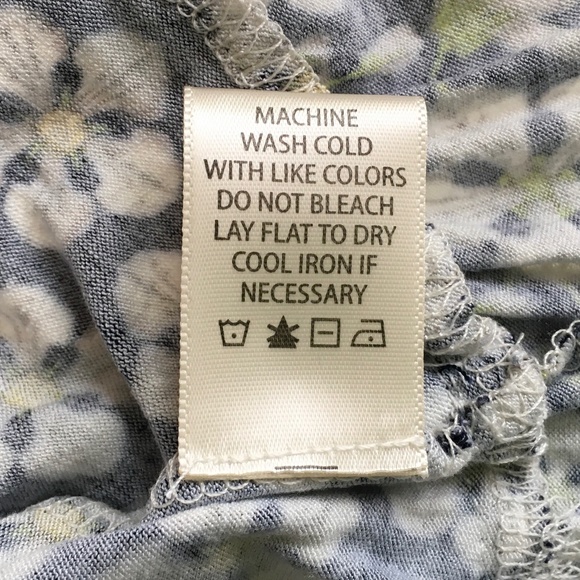 MACHINE
WASH COLD
WITH LIKE COLORS
DO NOT BLEACH
LAY FLAT TO DRY
COOL IRON IF
NECESSARY